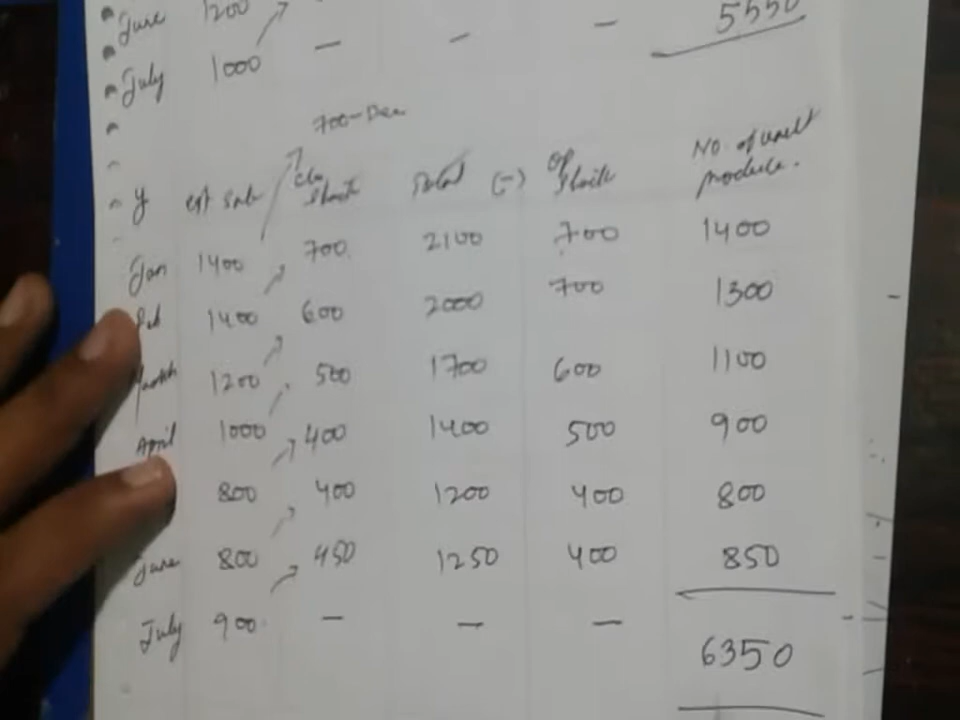 June 1200 5550
July 1000 — — —
700-Dec
y est Sale Clo Stock Total (-) op Stock No. of unit produce.
Jan 1400 700 2100 700 1400
Feb 1400 600 2000 700 1300
March 1200 500 1700 600 1100
April 1000 400 1400 500 900
800 400 1200 400 800
June 800 450 1250 400 850
July 900 — — —
6350